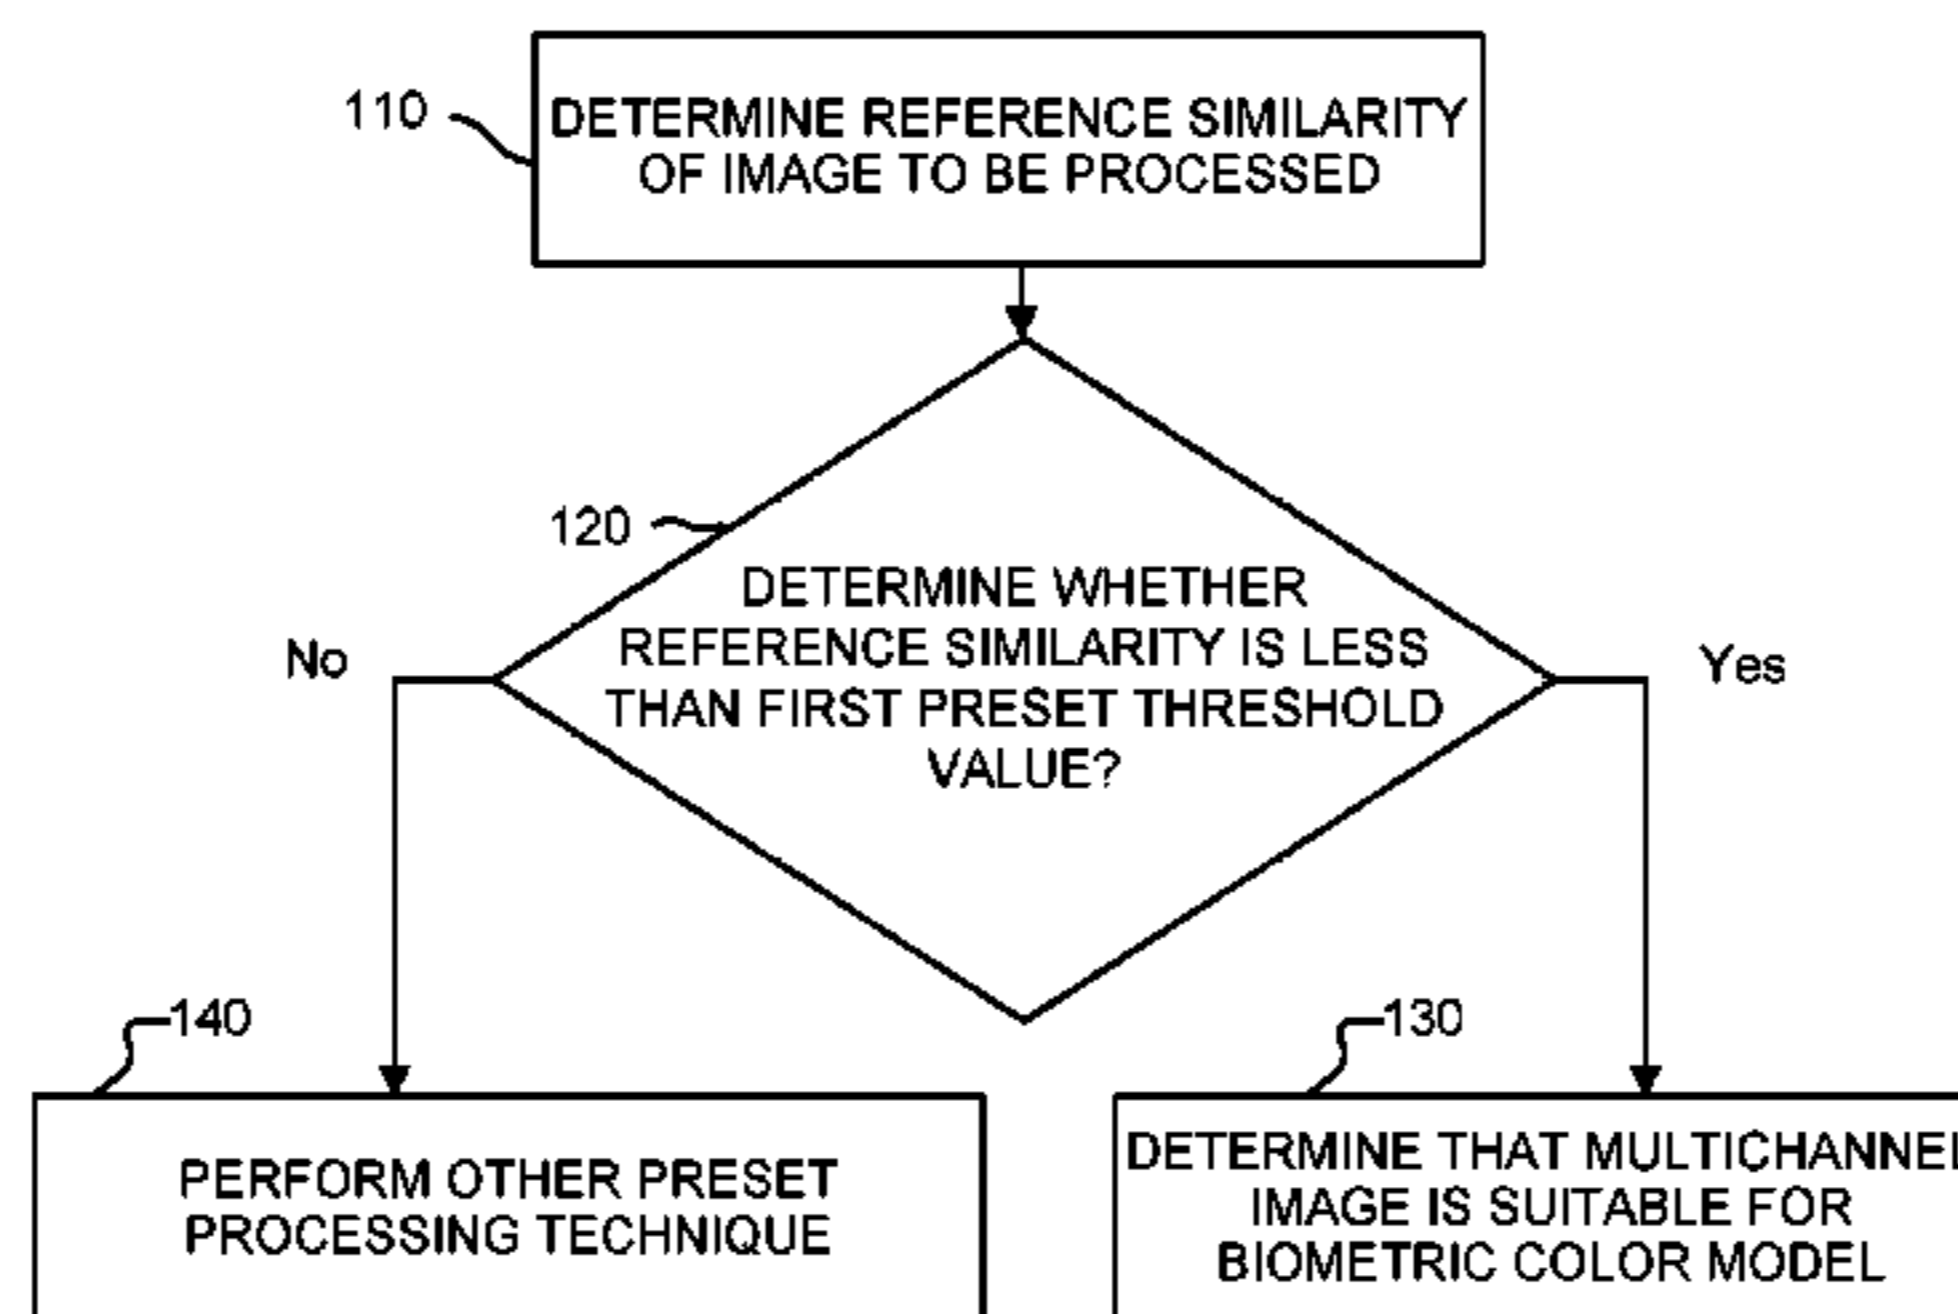 110
DETERMINE REFERENCE SIMILARITY
OF IMAGE TO BE PROCESSED
120
DETERMINE WHETHER
REFERENCE SIMILARITY IS LESS
THAN FIRST PRESET THRESHOLD
VALUE?
No
Yes
140
PERFORM OTHER PRESET
PROCESSING TECHNIQUE
130
DETERMINE THAT MULTICHANNEL
IMAGE IS SUITABLE FOR
BIOMETRIC COLOR MODEL